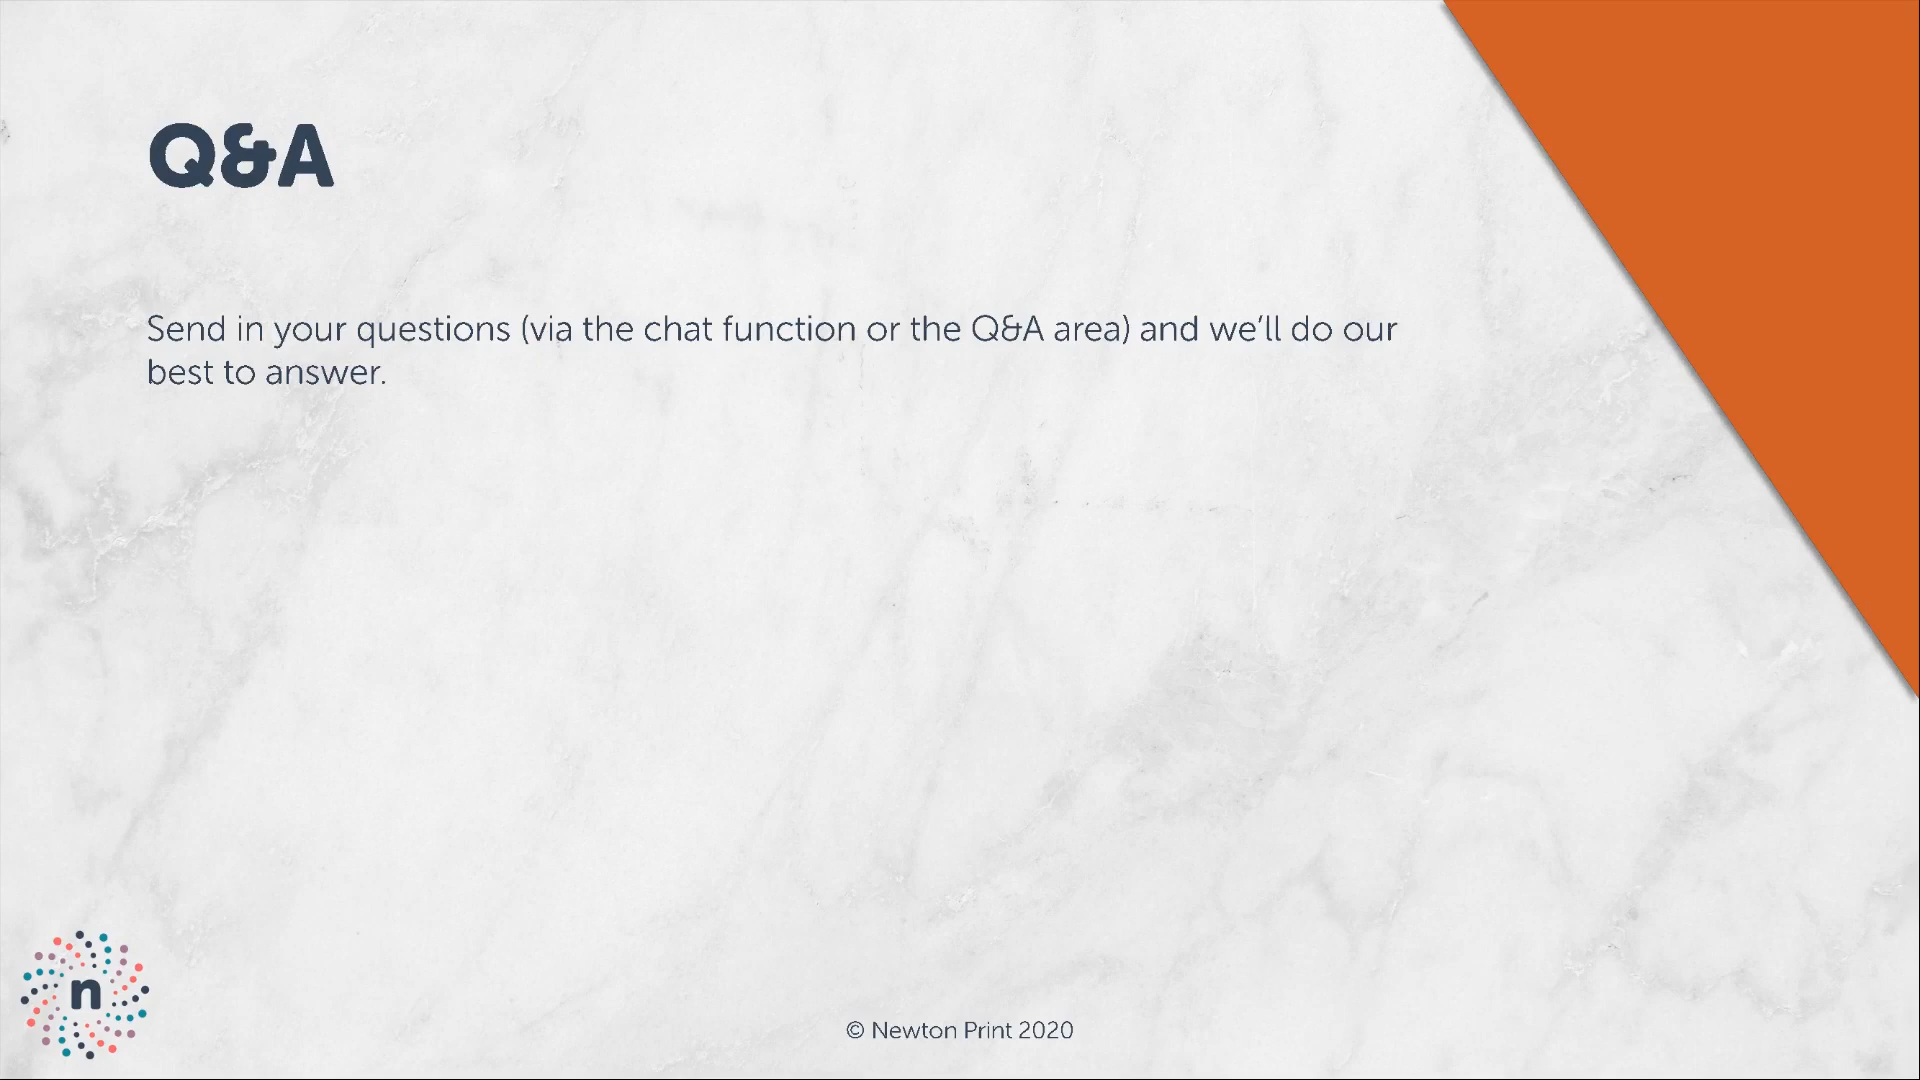 Q&A
Send in your questions (via the chat function or the Q&A area) and we’ll do our
best to answer.
n
© Newton Print 2020